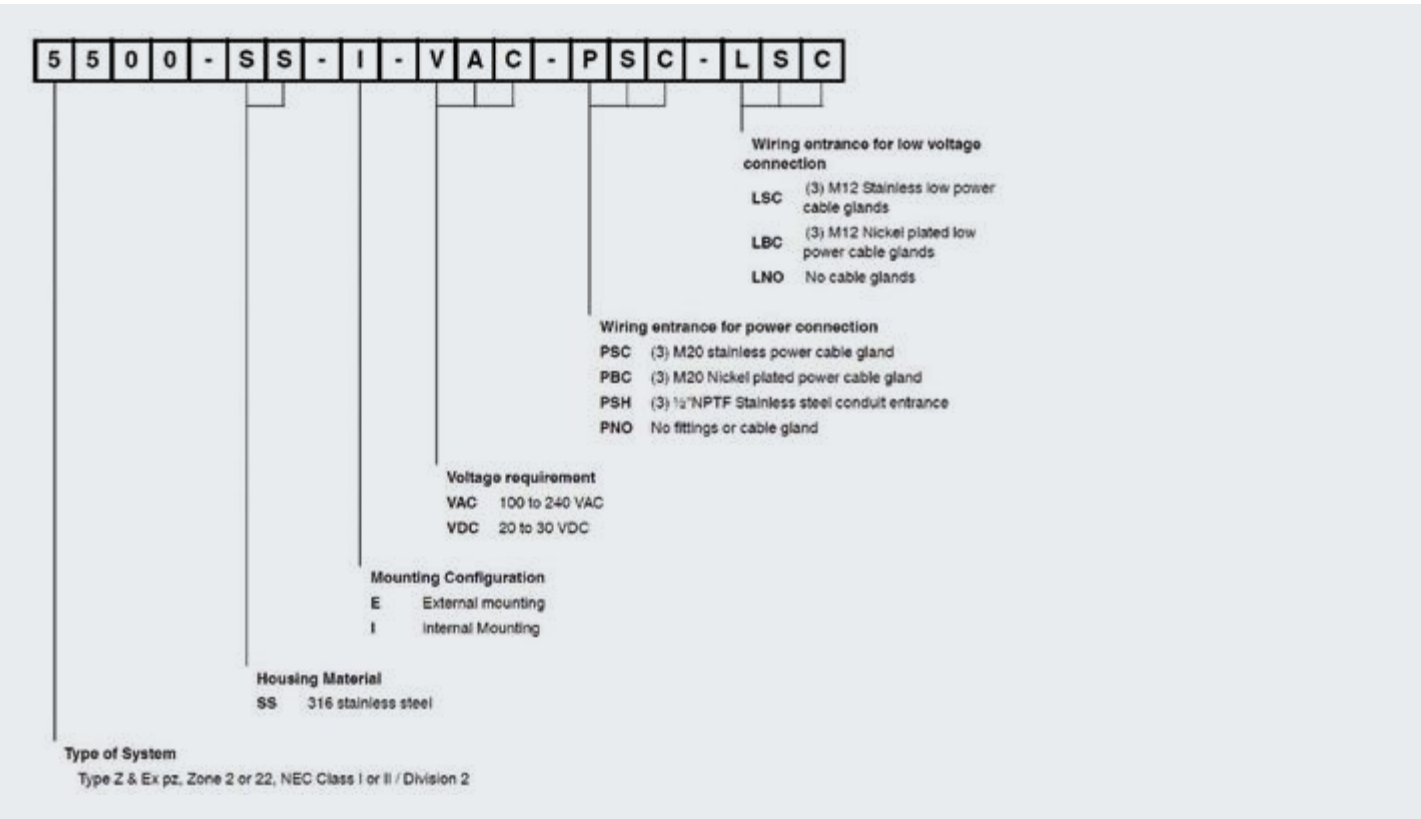 5500-SS-I-VAC-PSC-LSC
Wiring entrance for low voltage
connection
LSC (3) M12 Stainless low power
cable glands
LBC (3) M12 Nickel plated low
power cable glands
LNO No cable glands
Wiring entrance for power connection
PSC (3) M20 stainless power cable gland
PBC (3) M20 Nickel plated power cable gland
PSH (3) ½"NPTF Stainless steel conduit entrance
PNO No fittings or cable gland
Voltage requirement
VAC 100 to 240 VAC
VDC 20 to 30 VDC
Mounting Configuration
E External mounting
I Internal Mounting
Housing Material
SS 316 stainless steel
Type of System
Type Z & Ex pz, Zone 2 or 22, NEC Class I or II / Division 2